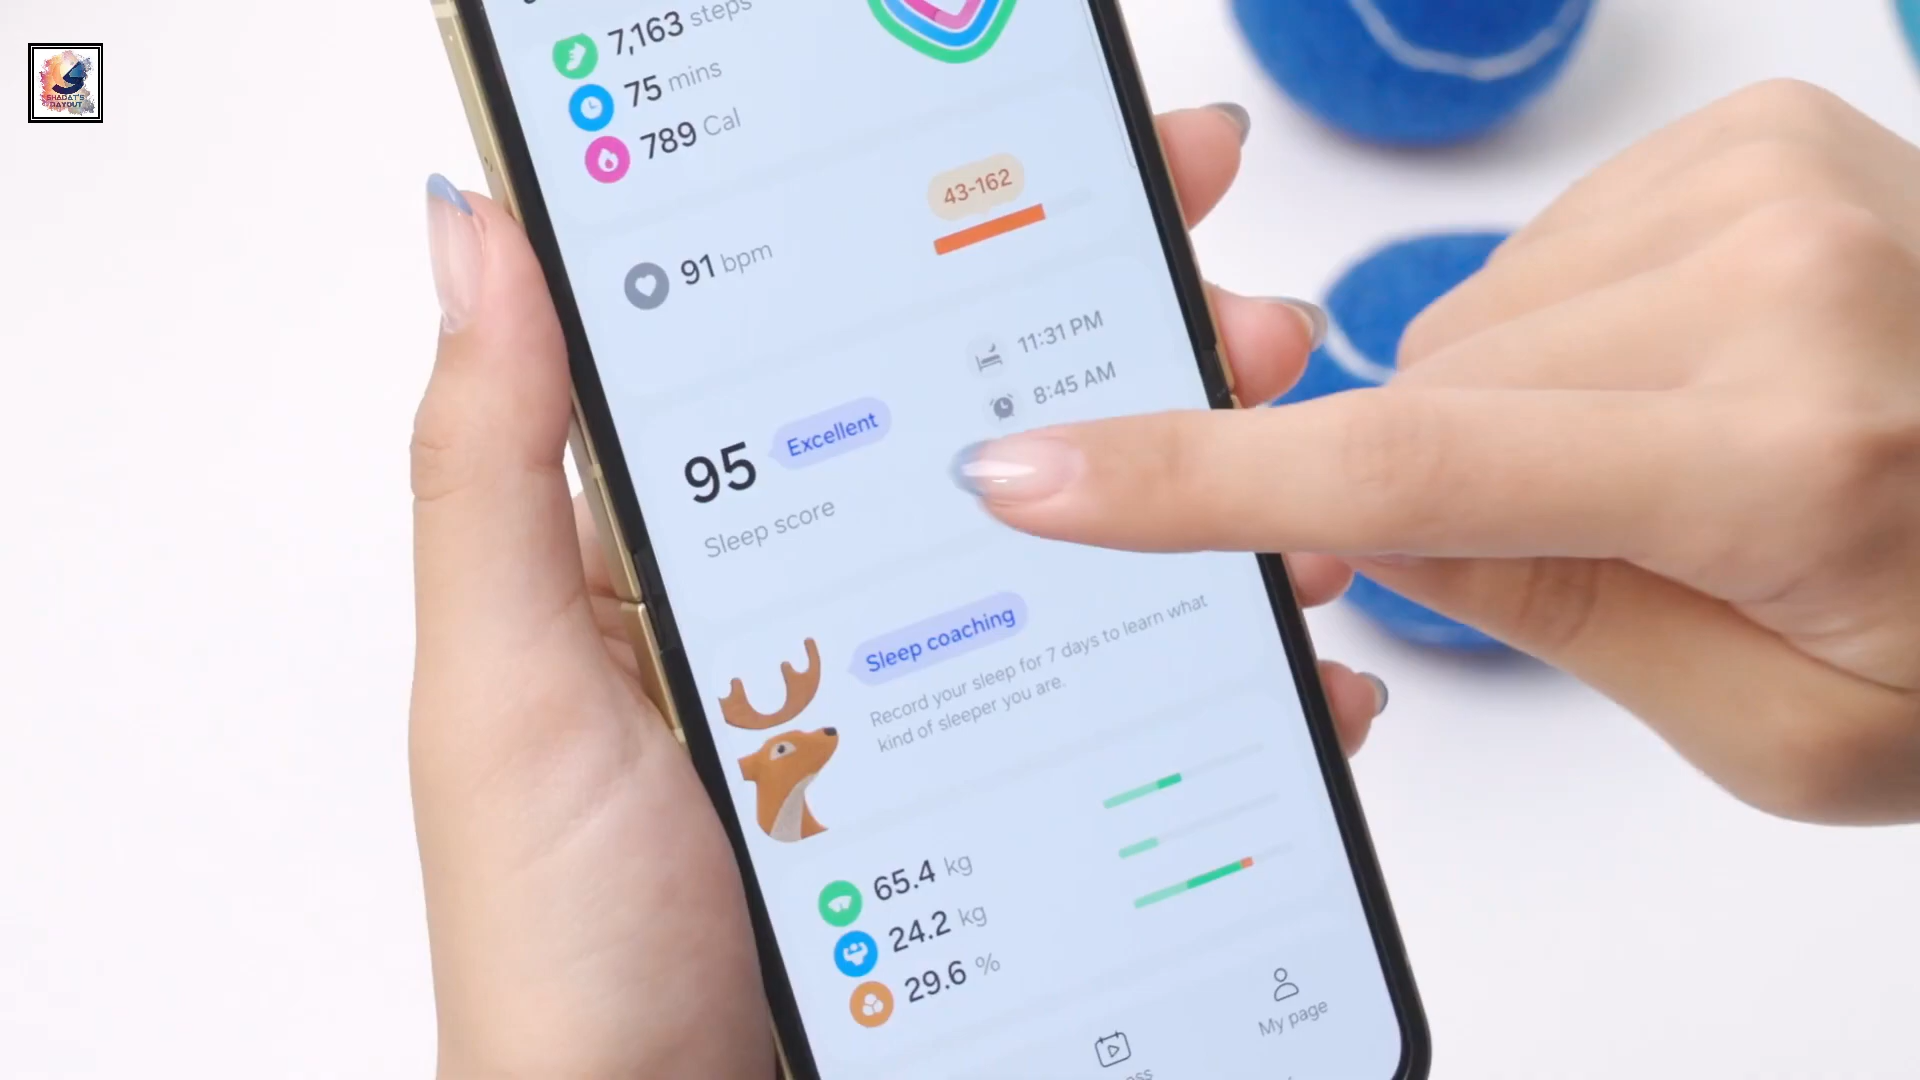 SHADAT'S
DAYOUT
7,163 steps
75 mins
789 Cal
43-162
91 bpm
11:31 PM
8:45 AM
95 Excellent
Sleep score
Sleep coaching
Record your sleep for 7 days to learn what
kind of sleeper you are.
65.4 kg
24.2 kg
29.6 %
My page